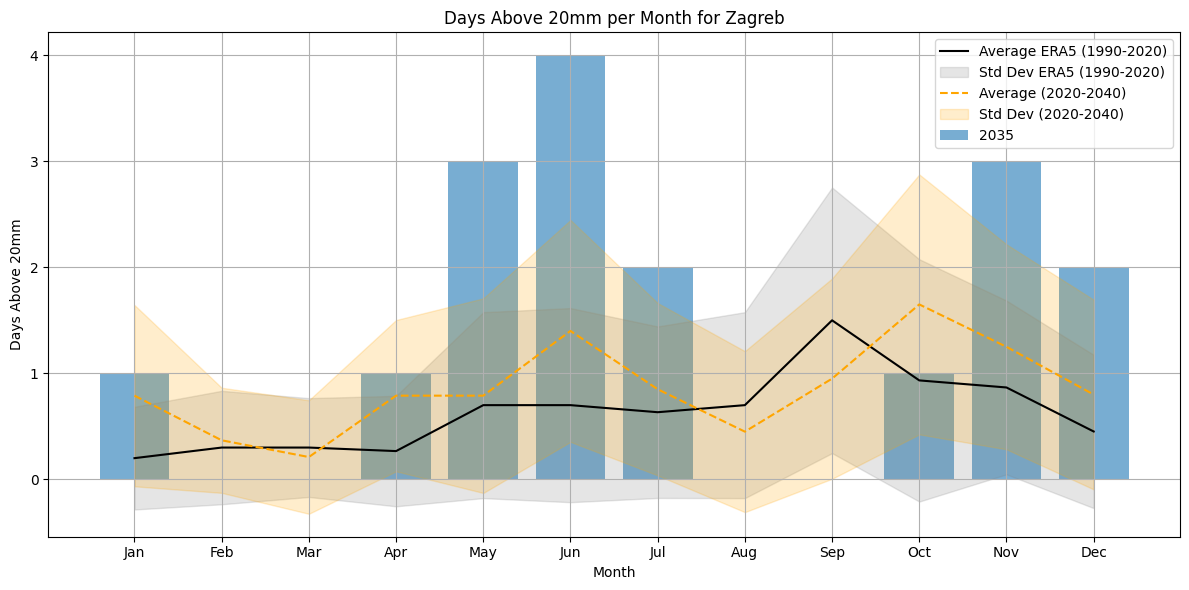 Days Above 20mm per Month for Zagreb
Average ERA5 (1990-2020)
Std Dev ERA5 (1990-2020)
Average (2020-2040)
Std Dev (2020-2040)
2035
Days Above 20mm
4
3
2
1
0
Jan Feb Mar Apr May Jun Jul Aug Sep Oct Nov Dec
Month